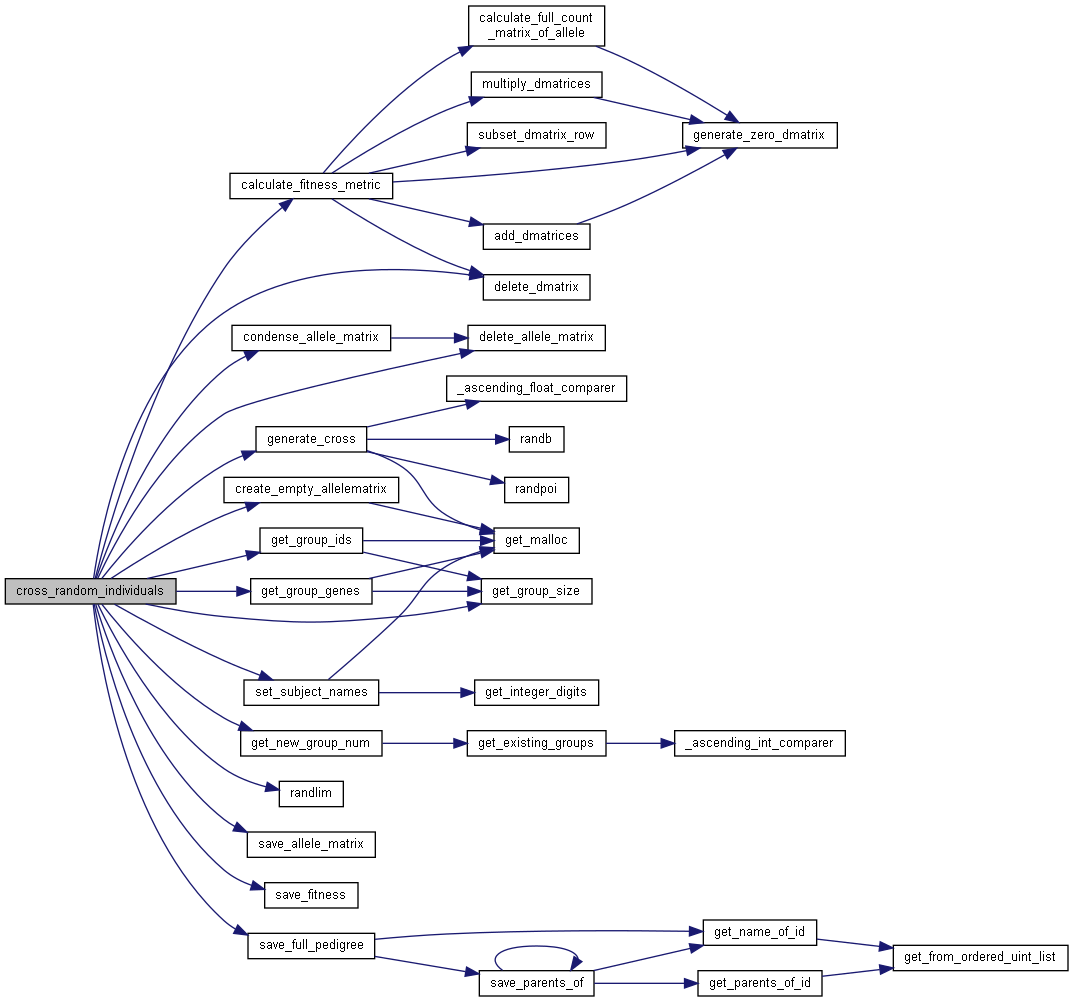 calculate_full_count
_matrix_of_allele
multiply_dmatrices
subset_dmatrix_row
generate_zero_dmatrix
calculate_fitness_metric
add_dmatrices
delete_dmatrix
condense_allele_matrix
delete_allele_matrix
_ascending_float_comparer
generate_cross
randb
create_empty_allelematrix
randpoi
get_group_ids
get_malloc
cross_random_individuals
get_group_genes
get_group_size
set_subject_names
get_integer_digits
get_new_group_num
get_existing_groups
_ascending_int_comparer
randlim
save_allele_matrix
save_fitness
save_full_pedigree
get_name_of_id
get_from_ordered_uint_list
save_parents_of
get_parents_of_id